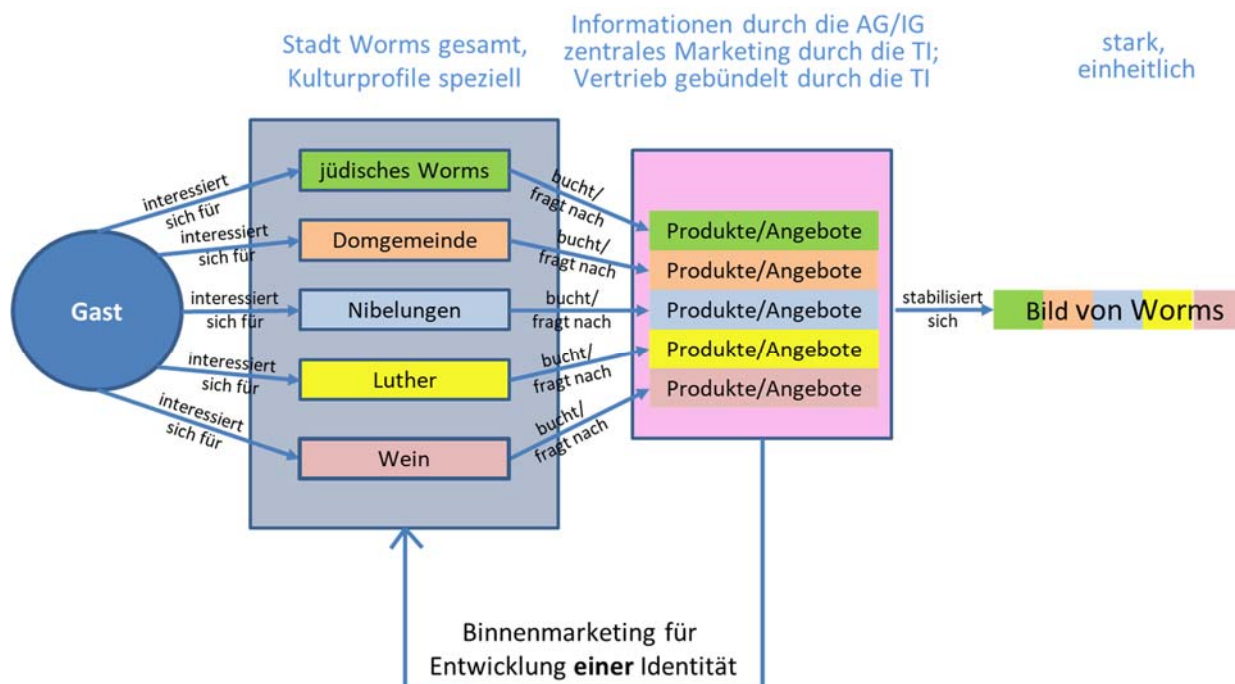 Stadt Worms gesamt,
Kulturprofile speziell
Informationen durch die AG/IG
zentrales Marketing durch die TI;
Vertrieb gebündelt durch die TI
stark,
einheitlich
Gast
interessiert
sich für
interessiert
sich für
interessiert
sich für
interessiert
sich für
interessiert
sich für
jüdisches Worms
Domgemeinde
Nibelungen
Luther
Wein
bucht/
fragt nach
bucht/
fragt nach
bucht/
fragt nach
bucht/
fragt nach
bucht/
fragt nach
Produkte/Angebote
Produkte/Angebote
Produkte/Angebote
Produkte/Angebote
Produkte/Angebote
stabilisiert
sich
Bild von Worms
Binnenmarketing für
Entwicklung einer Identität